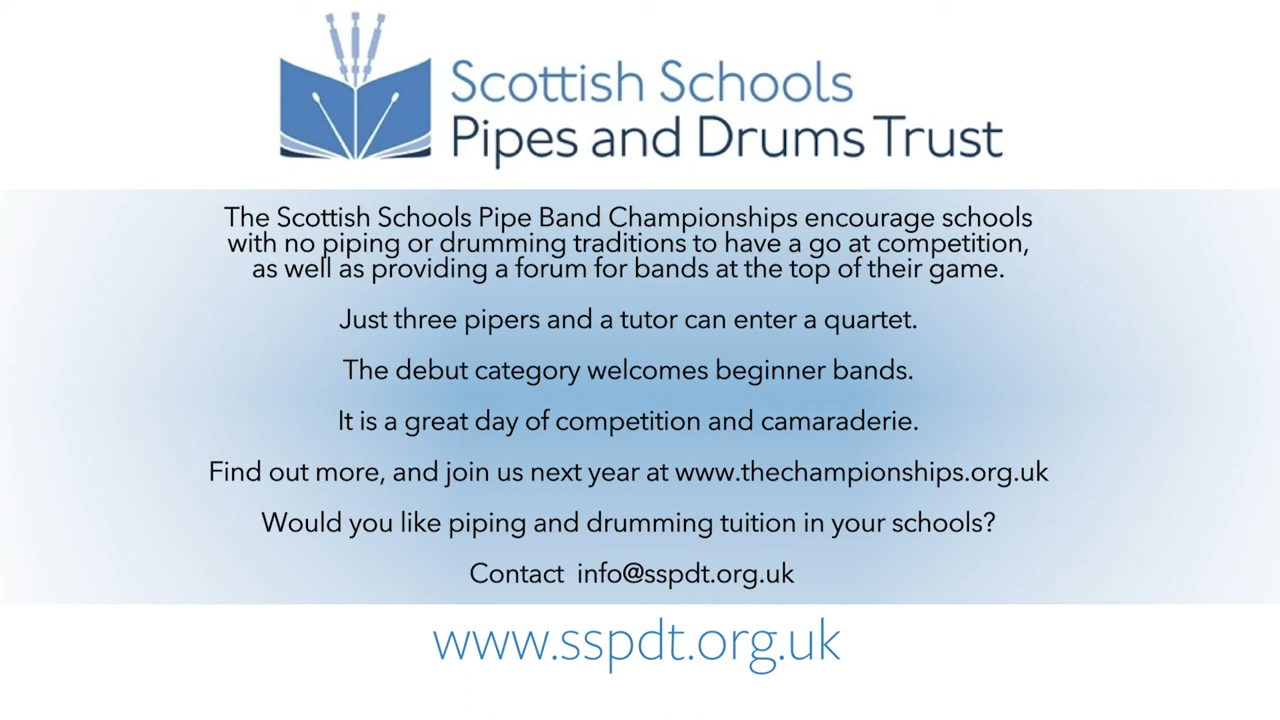 Scottish Schools
Pipes and Drums Trust
The Scottish Schools Pipe Band Championships encourage schools
with no piping or drumming traditions to have a go at competition,
as well as providing a forum for bands at the top of their game.
Just three pipers and a tutor can enter a quartet.
The debut category welcomes beginner bands.
It is a great day of competition and camaraderie.
Find out more, and join us next year at www.thechampionships.org.uk
Would you like piping and drumming tuition in your schools?
Contact info@sspdt.org.uk
www.sspdt.org.uk